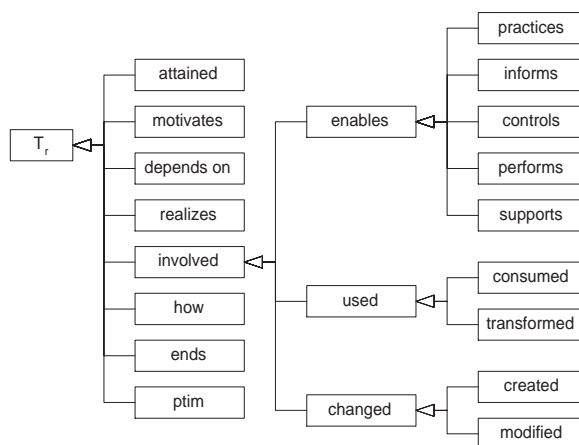 T_r
attained
motivates
depends on
realizes
involved
how
ends
ptim
enables
used
changed
practices
informs
controls
performs
supports
consumed
transformed
created
modified